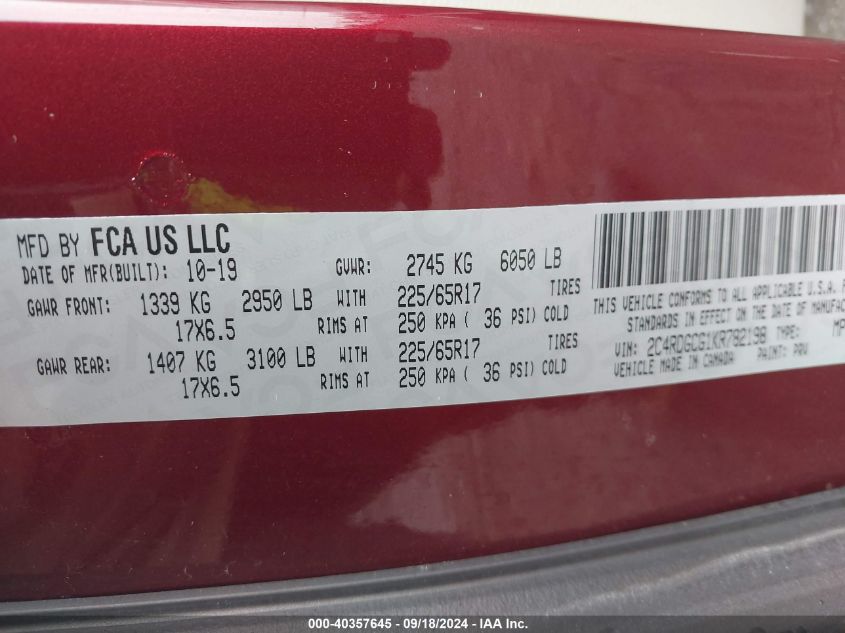 MFD BY FCA US LLC
DATE OF MFR(BUILT): 10-19 GVWR: 2745 KG 6050 LB
GAWR FRONT: 1339 KG 2950 LB WITH 225/65R17 TIRES
17X6.5 RIMS AT 250 KPA ( 36 PSI) COLD
GAWR REAR: 1407 KG 3100 LB WITH 225/65R17 TIRES
17X6.5 RIMS AT 250 KPA ( 36 PSI) COLD
THIS VEHICLE CONFORMS TO ALL APPLICABLE U.S.A. F
STANDARDS IN EFFECT ON THE DATE OF MANUFAC
VIN: 2C4RDGCG1KR792198 TYPE: MP
VEHICLE MADE IN CANADA PAINT: PRV
000-40357645 - 09/18/2024 - IAA Inc.